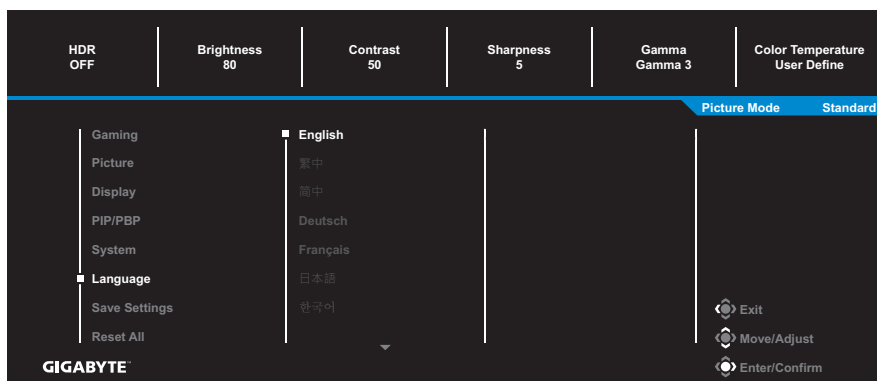 HDR
OFF
Brightness
80
Contrast
50
Sharpness
5
Gamma
Gamma 3
Color Temperature
User Define
Picture Mode Standard
Gaming
Picture
Display
PIP/PBP
System
Language
Save Settings
Reset All
English
繁中
简中
Deutsch
Français
日本語
한국어
Exit
Move/Adjust
Enter/Confirm
GIGABYTE™